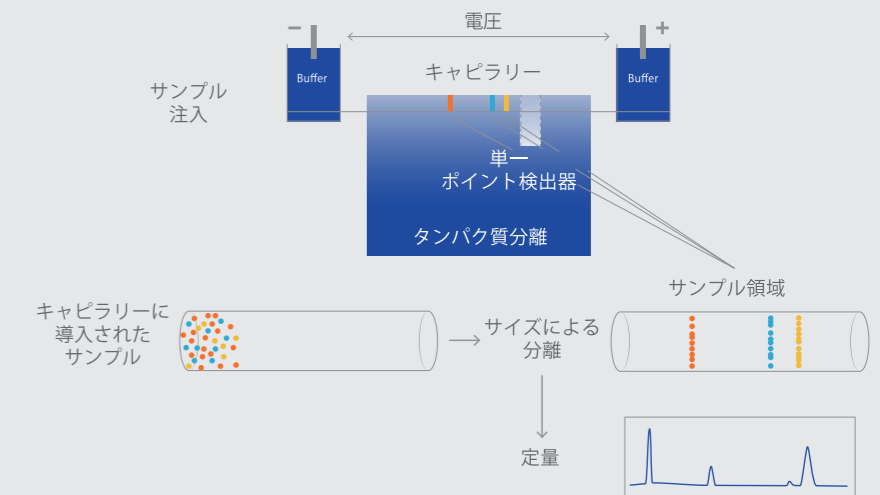 電圧
− +
Buffer
Buffer
キャピラリー
サンプル
注入
単一
ポイント検出器
タンパク質分離
サンプル領域
キャピラリーに
導入された
サンプル
サイズによる
分離
定量